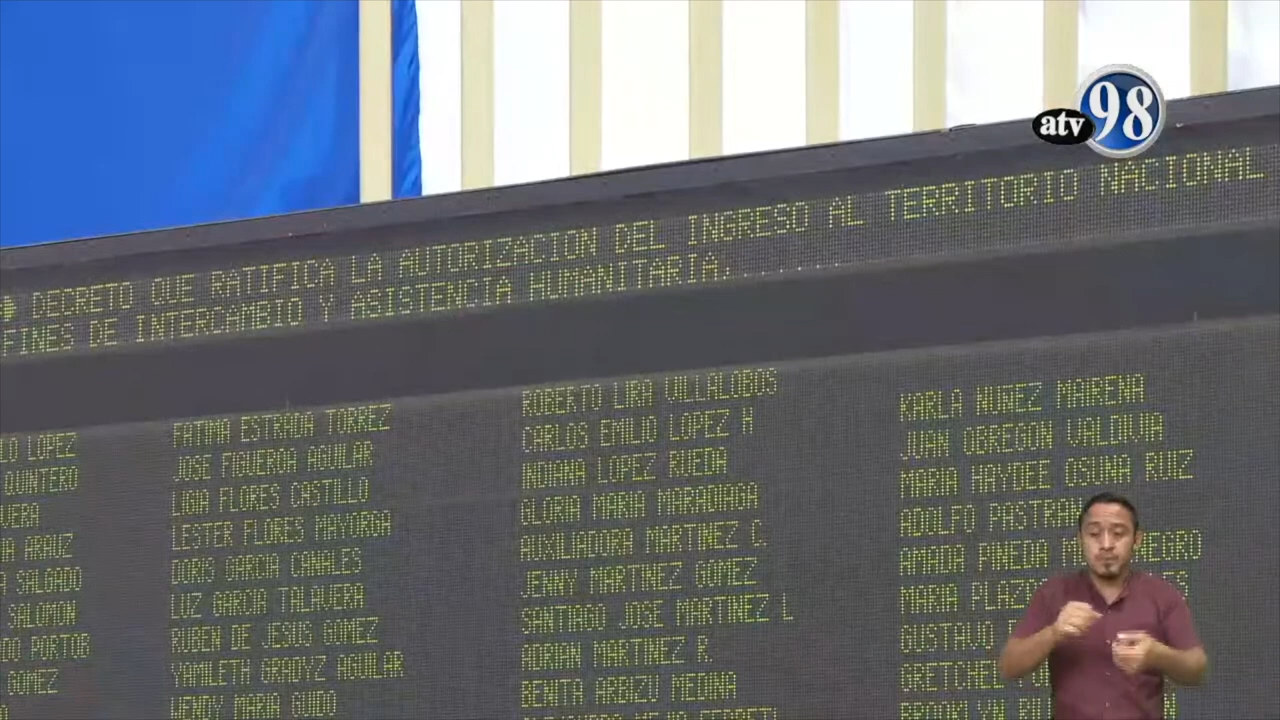 atv 98
DECRETO QUE RATIFICA LA AUTORIZACION DEL INGRESO AL TERRITORIO NACIONAL
FINES DE INTERCAMBIO Y ASISTENCIA HUMANITARIA.......
LOPEZ
QUINTERO
ARAUZ
SALGADO
SALOMON
PORTOR
GOMEZ
FATIMA ESTRADA TORREZ
JOSE FIGUEROA AGUILAR
LIGIA FLORES CASTILLO
LESTER FLORES MAYORGA
DORIS GARCIA CANALES
LUZ GARCIA TALAVERA
RUBEN DE JESUS GOMEZ
YAMILETH GRADYZ AGUILAR
WENDY MARIA GUIDO
ROBERTO LIRA VILLALOBOS
CARLOS EMILIO LOPEZ H
INDIANA LOPEZ RUEDA
GLORIA MARIA MARADIAGA
AUXILIADORA MARTINEZ C
JENNY MARTINEZ GOMEZ
SANTIAGO JOSE MARTINEZ L
ADRIAN MARTINEZ R
BENITA ARBIZU MEDINA
KARLA NUÑEZ MAIRENA
JUAN OBREGON VALDIVIA
MARIA HAYDEE OSUNA RUIZ
ADOLFO PASTRAN
AMADA PINEDA
MARIA
GUSTAVO
GRETCHEL
BROOKLYN